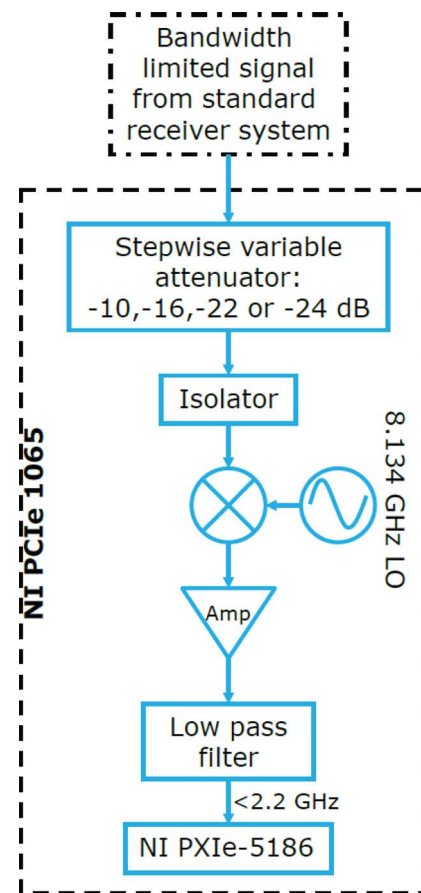 Bandwidth
limited signal
from standard
receiver system
Stepwise variable
attenuator:
-10,-16,-22 or -24 dB
Isolator
8.134 GHz LO
NI PCIe 1065
Amp
Low pass
filter
<2.2 GHz
NI PXIe-5186